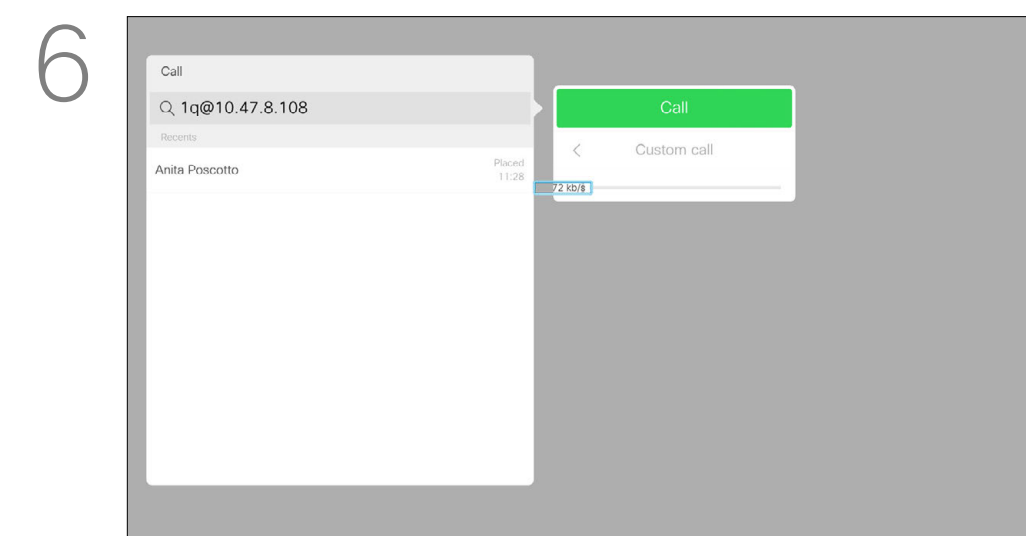 6
Call
1q@10.47.8.108
Recents
Anita Poscotto
Placed
11:28
Call
Custom call
72 kb/s